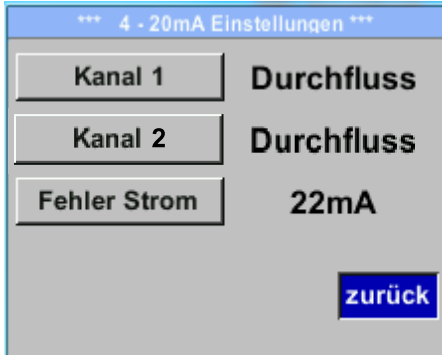 *** 4 - 20mA Einstellungen ***
Kanal 1 Durchfluss
Kanal 2 Durchfluss
Fehler Strom 22mA
zurück